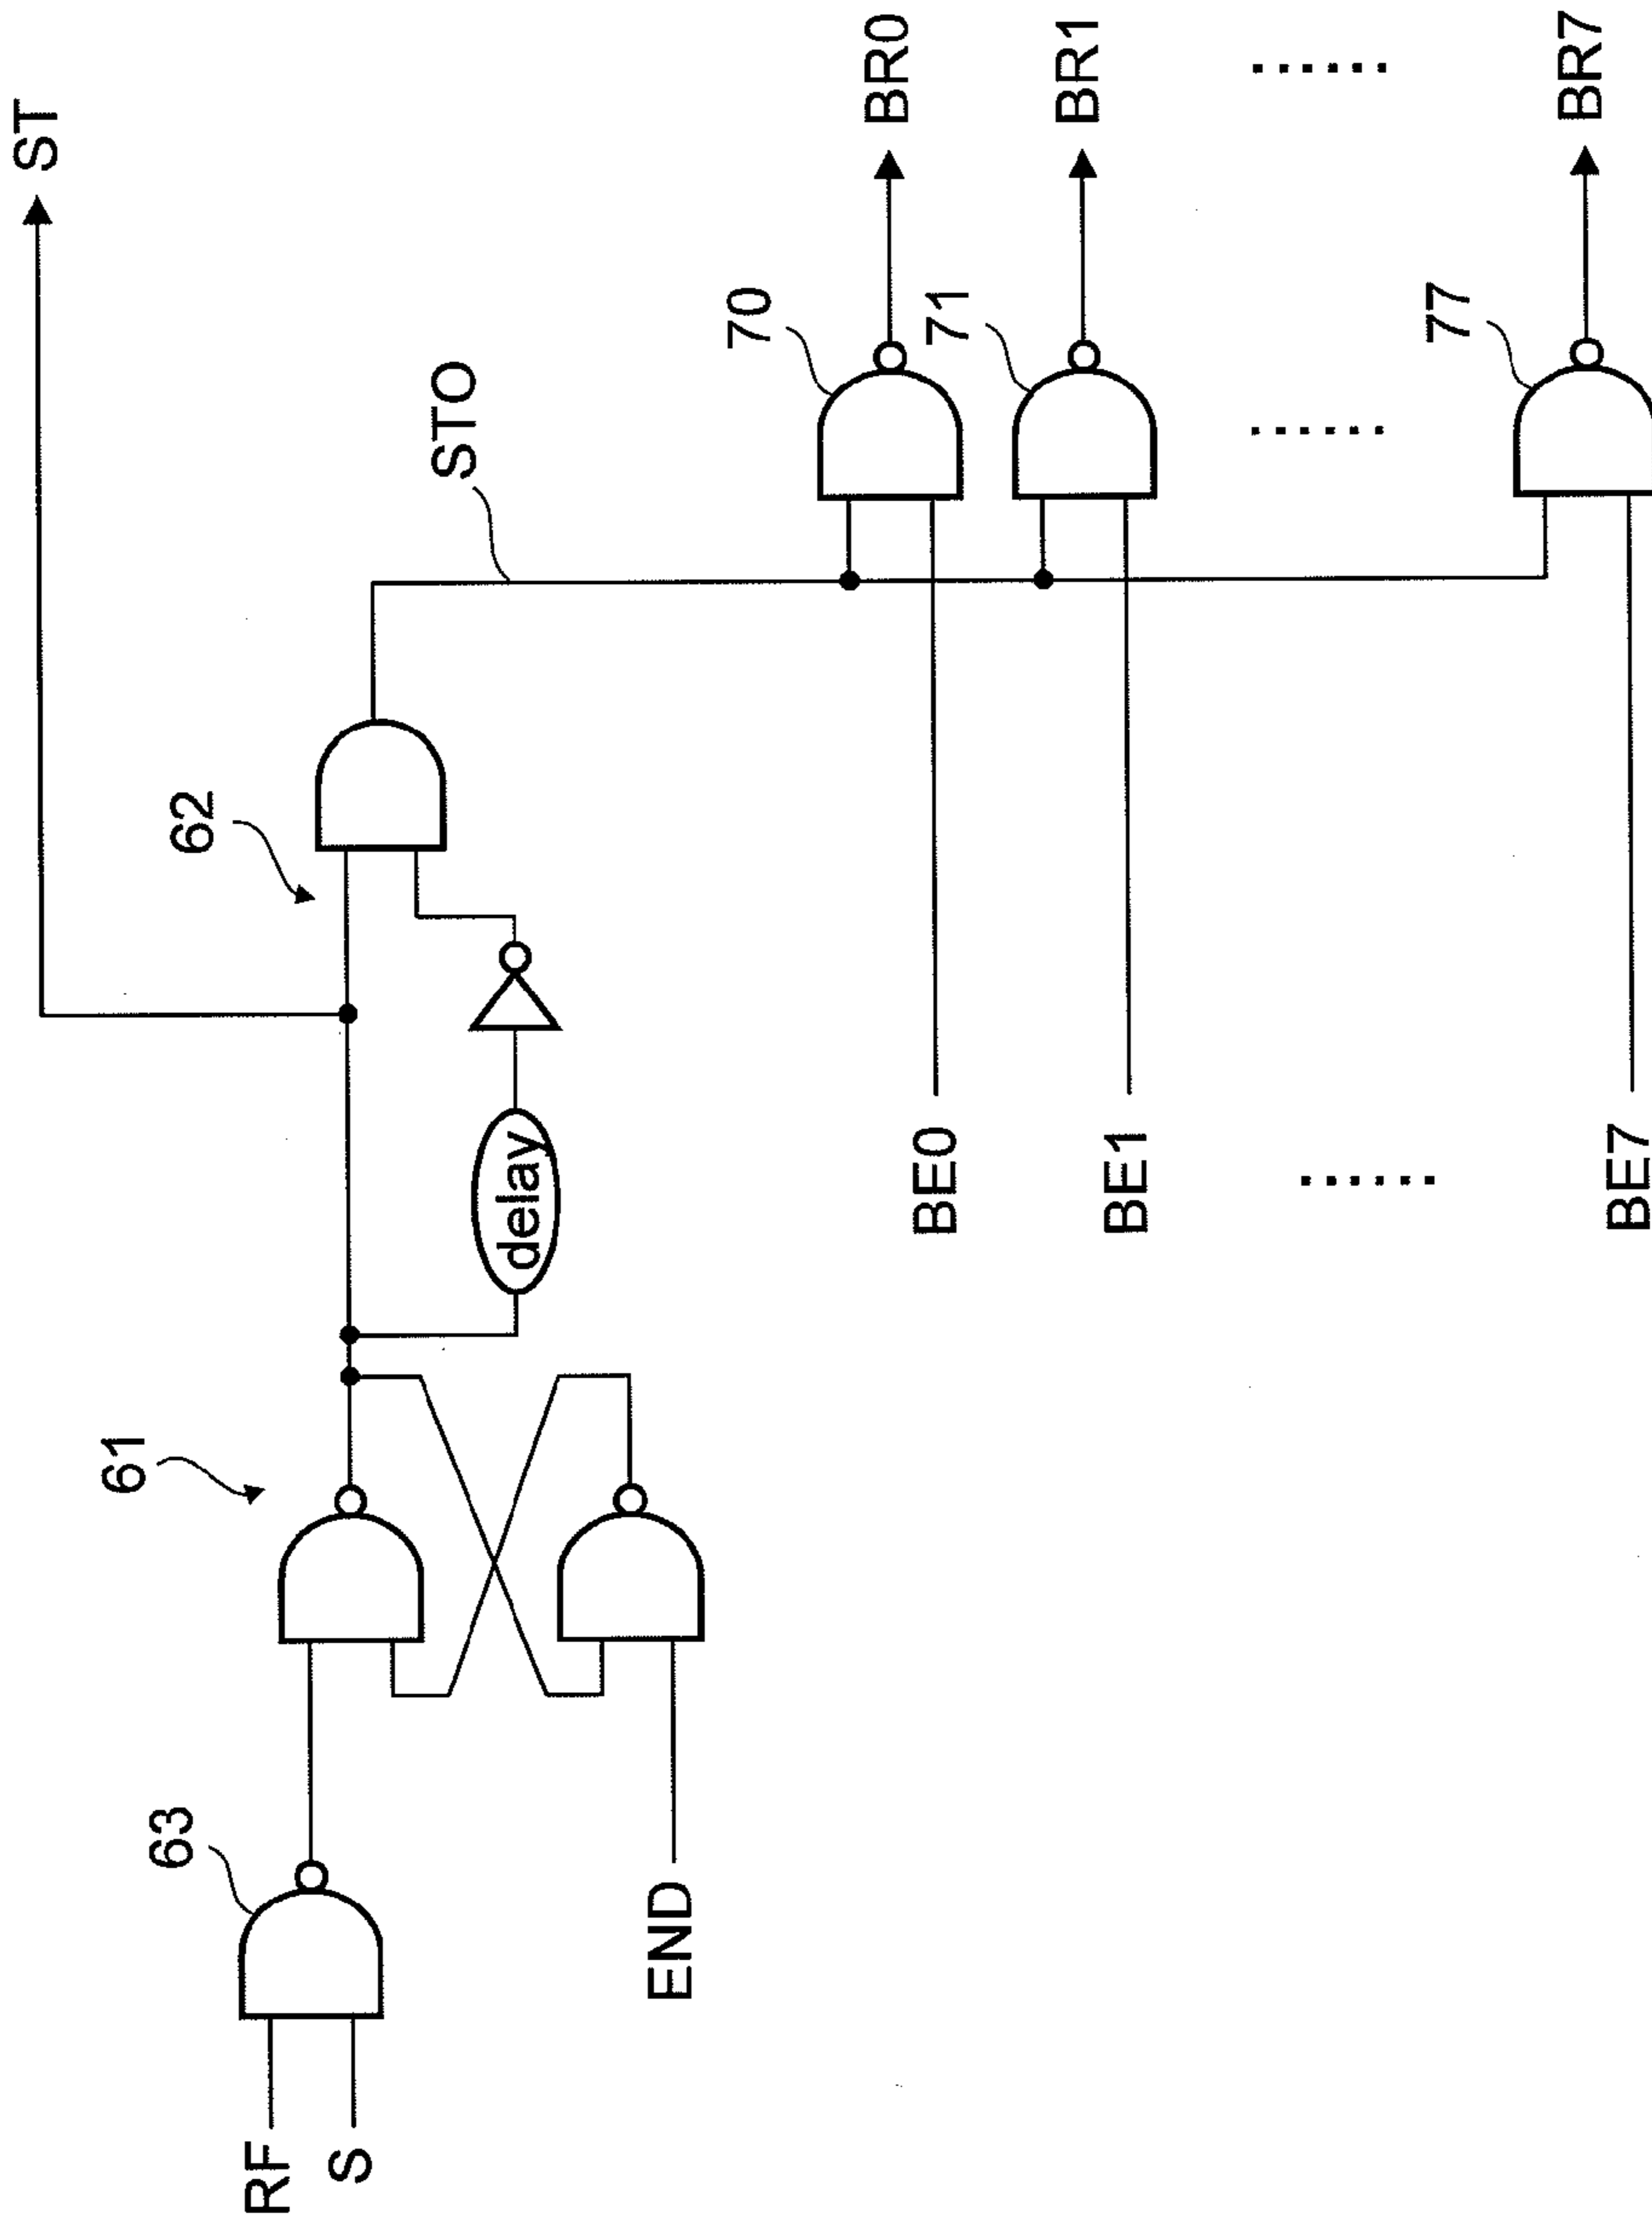 ST
61
62
63
RF
S
STO
delay
END
70
BR0
BE0
71
BR1
BE1
......
......
......
77
BR7
BE7